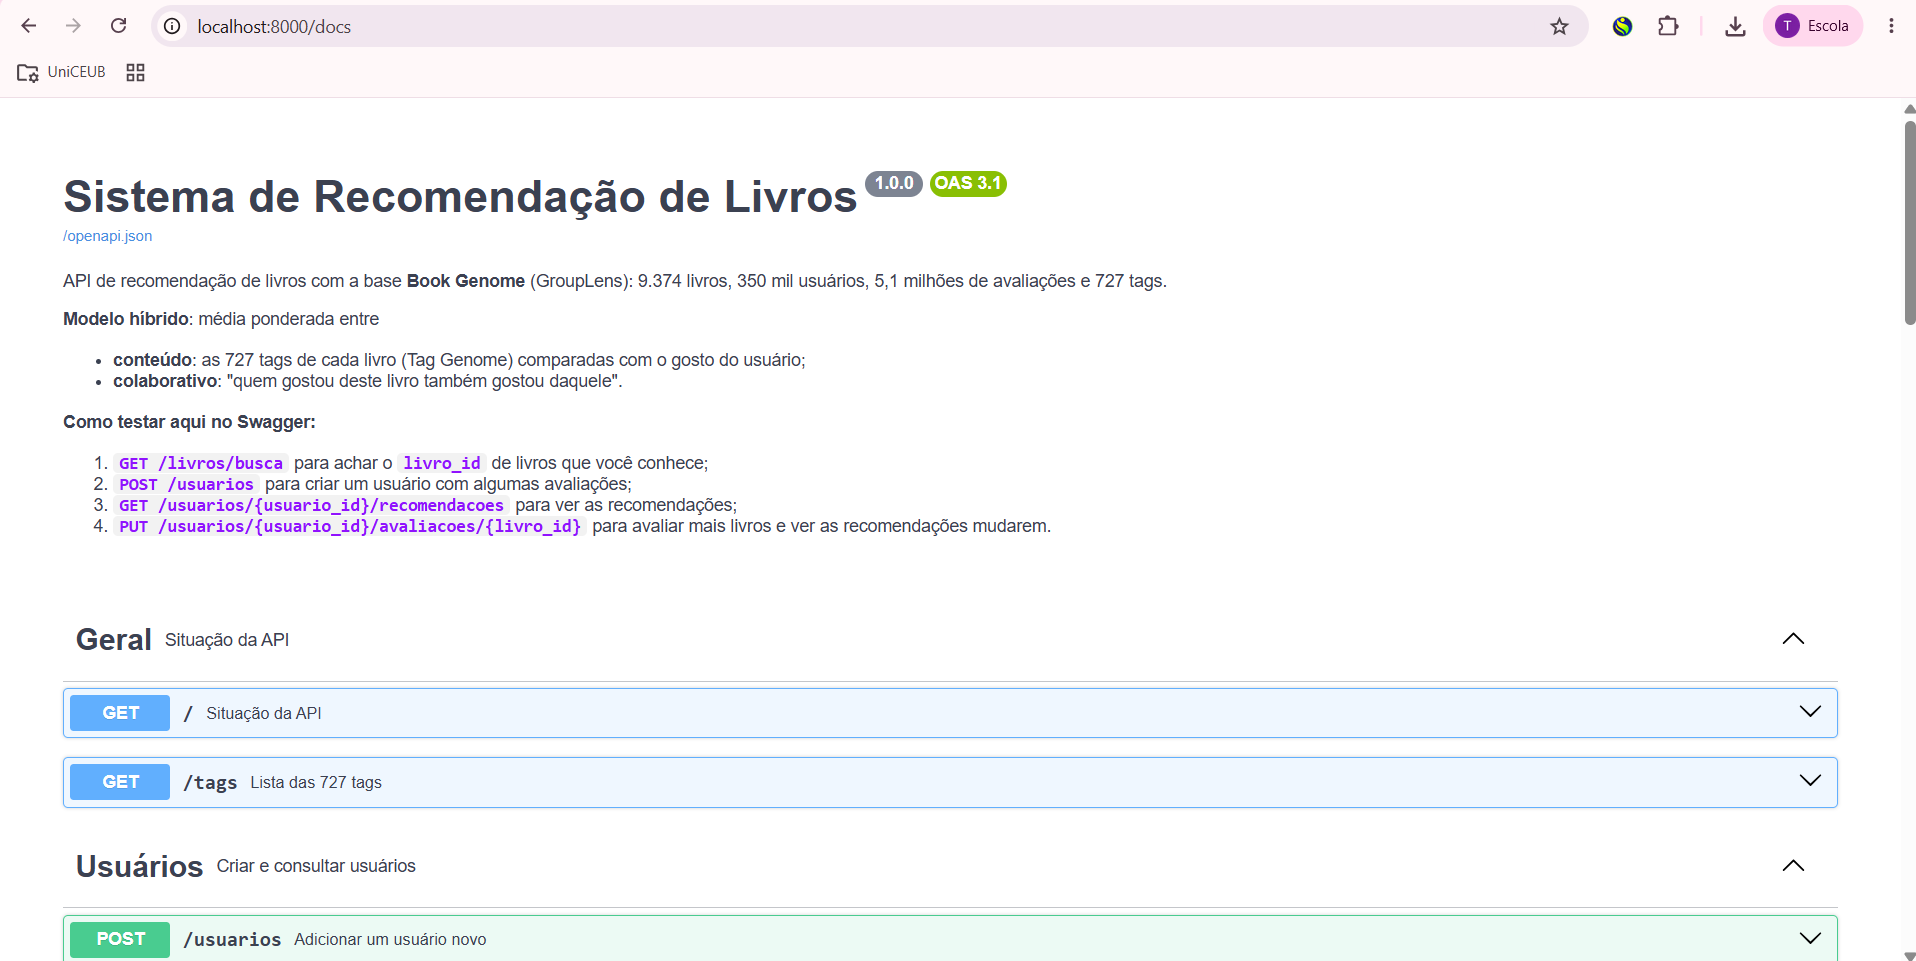 localhost:8000/docs
T Escola
UniCEUB
Sistema de Recomendação de Livros 1.0.0 OAS 3.1
/openapi.json
API de recomendação de livros com a base Book Genome (GroupLens): 9.374 livros, 350 mil usuários, 5,1 milhões de avaliações e 727 tags.
Modelo híbrido: média ponderada entre
• conteúdo: as 727 tags de cada livro (Tag Genome) comparadas com o gosto do usuário;
• colaborativo: "quem gostou deste livro também gostou daquele".
Como testar aqui no Swagger:
1. GET /livros/busca para achar o livro_id de livros que você conhece;
2. POST /usuarios para criar um usuário com algumas avaliações;
3. GET /usuarios/{usuario_id}/recomendacoes para ver as recomendações;
4. PUT /usuarios/{usuario_id}/avaliacoes/{livro_id} para avaliar mais livros e ver as recomendações mudarem.
Geral Situação da API
GET / Situação da API
GET /tags Lista das 727 tags
Usuários Criar e consultar usuários
POST /usuarios Adicionar um usuário novo